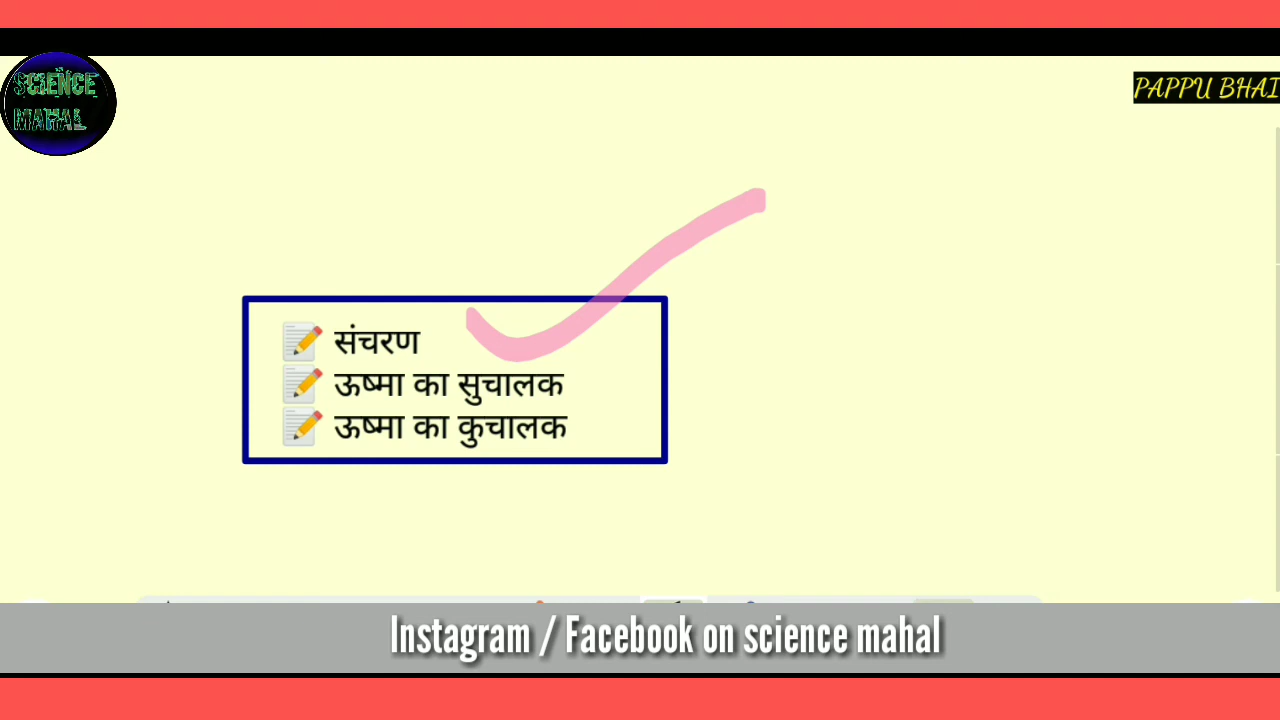 SCIENCE
MAHAL
PAPPU BHAI
संचरण
ऊष्मा का सुचालक
ऊष्मा का कुचालक
Instagram / Facebook on science mahal